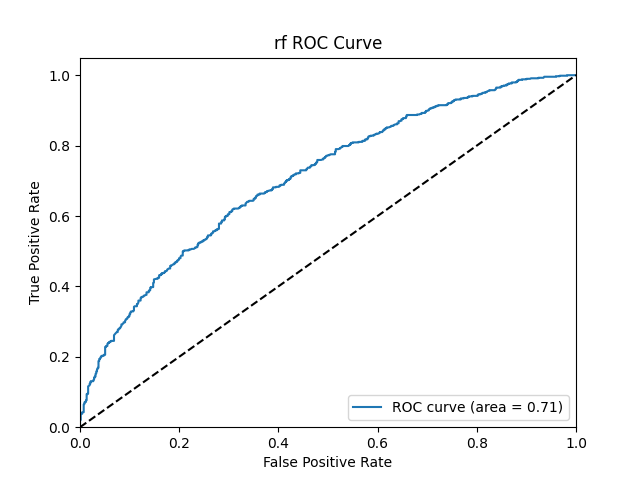 rf ROC Curve
True Positive Rate
1.0
0.8
0.6
0.4
0.2
0.0
ROC curve (area = 0.71)
0.0 0.2 0.4 0.6 0.8 1.0
False Positive Rate